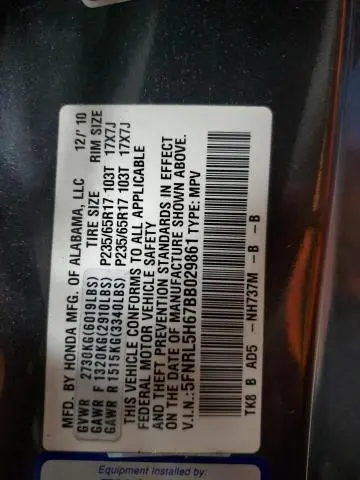 MFD. BY HONDA MFG. OF ALABAMA, LLC 12/' 10
GVWR 2730KG(6019LBS) TIRE SIZE RIM SIZE
GAWR F 1320KG(2910LBS) P235/65R17 103T 17X7J
GAWR R 1515KG(3340LBS) P235/65R17 103T 17X7J
THIS VEHICLE CONFORMS TO ALL APPLICABLE
FEDERAL MOTOR VEHICLE SAFETY
AND THEFT PREVENTION STANDARDS IN EFFECT
ON THE DATE OF MANUFACTURE SHOWN ABOVE.
V.I.N.:5FNRL5H67BB029861 TYPE: MPV
TK8 B AD5 -NH737M -B -B
Equipment Installed by: